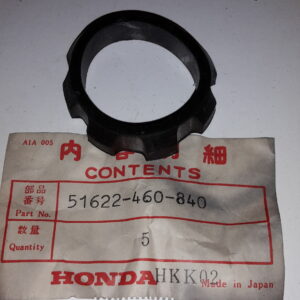 A1A 005
内容明細
CONTENTS
部品番号 Part No. 51622-460-840
数量 Quantity 5
HONDA HKK02 Made in Japan